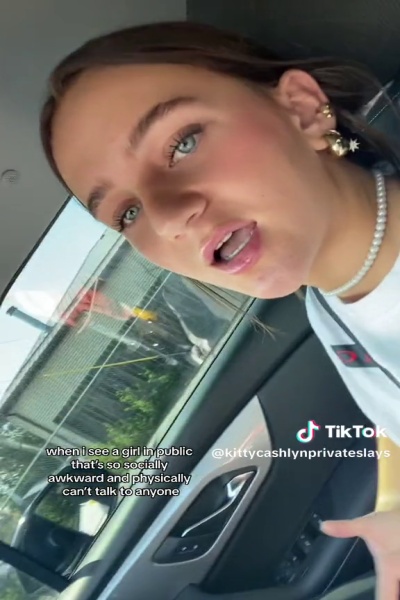 when i see a girl in public
that's so socially
awkward and physically
can't talk to anyone
TikTok
@kittycashlynprivateslays